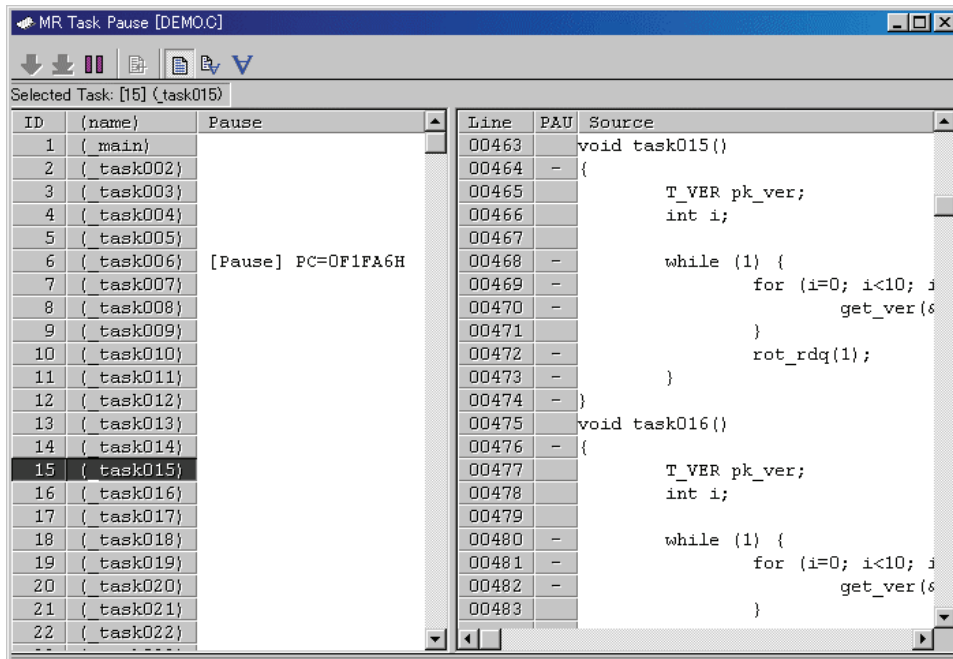 MR Task Pause [DEMO.C]
Selected Task: [15] (_task015)
ID (name) Pause
1 (_main)
2 (_task002)
3 (_task003)
4 (_task004)
5 (_task005)
6 (_task006) [Pause] PC=0F1FA6H
7 (_task007)
8 (_task008)
9 (_task009)
10 (_task010)
11 (_task011)
12 (_task012)
13 (_task013)
14 (_task014)
15 (_task015)
16 (_task016)
17 (_task017)
18 (_task018)
19 (_task019)
20 (_task020)
21 (_task021)
22 (_task022)
Line PAU Source
00463 void task015()
00464 - {
00465 T_VER pk_ver;
00466 int i;
00467
00468 - while (1) {
00469 - for (i=0; i<10; i
00470 - get_ver(&
00471 }
00472 - rot_rdq(1);
00473 - }
00474 - }
00475 void task016()
00476 - {
00477 T_VER pk_ver;
00478 int i;
00479
00480 - while (1) {
00481 - for (i=0; i<10; i
00482 - get_ver(&
00483 }